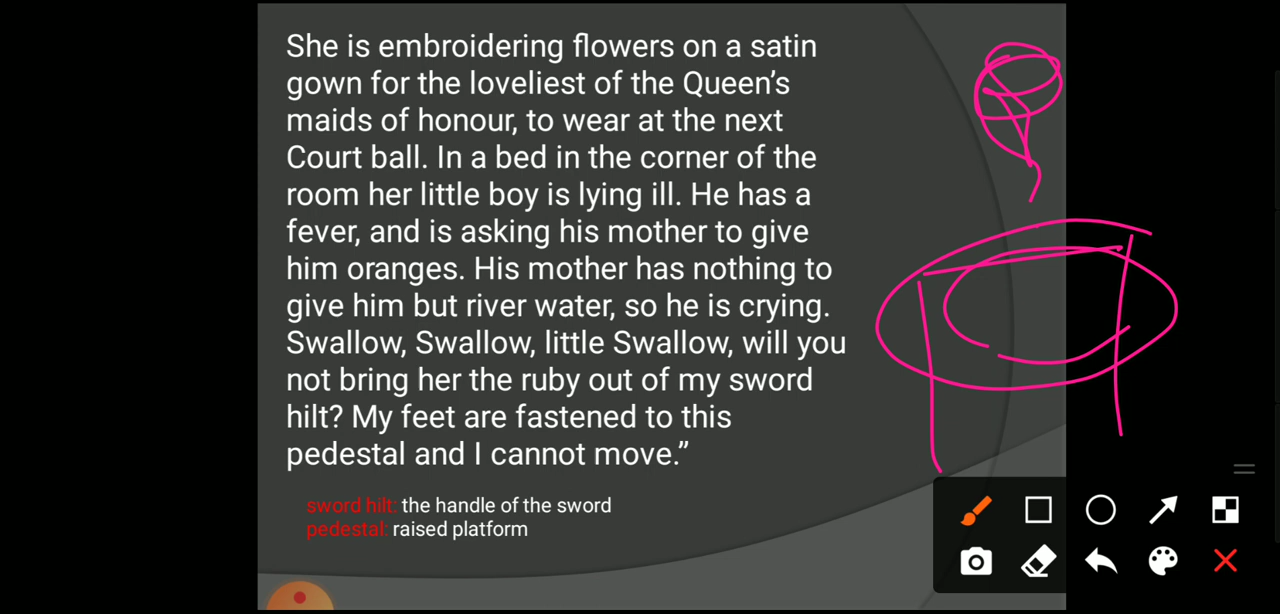 She is embroidering flowers on a satin
gown for the loveliest of the Queen’s
maids of honour, to wear at the next
Court ball. In a bed in the corner of the
room her little boy is lying ill. He has a
fever, and is asking his mother to give
him oranges. His mother has nothing to
give him but river water, so he is crying.
Swallow, Swallow, little Swallow, will you
not bring her the ruby out of my sword
hilt? My feet are fastened to this
pedestal and I cannot move.”
sword hilt: the handle of the sword
pedestal: raised platform